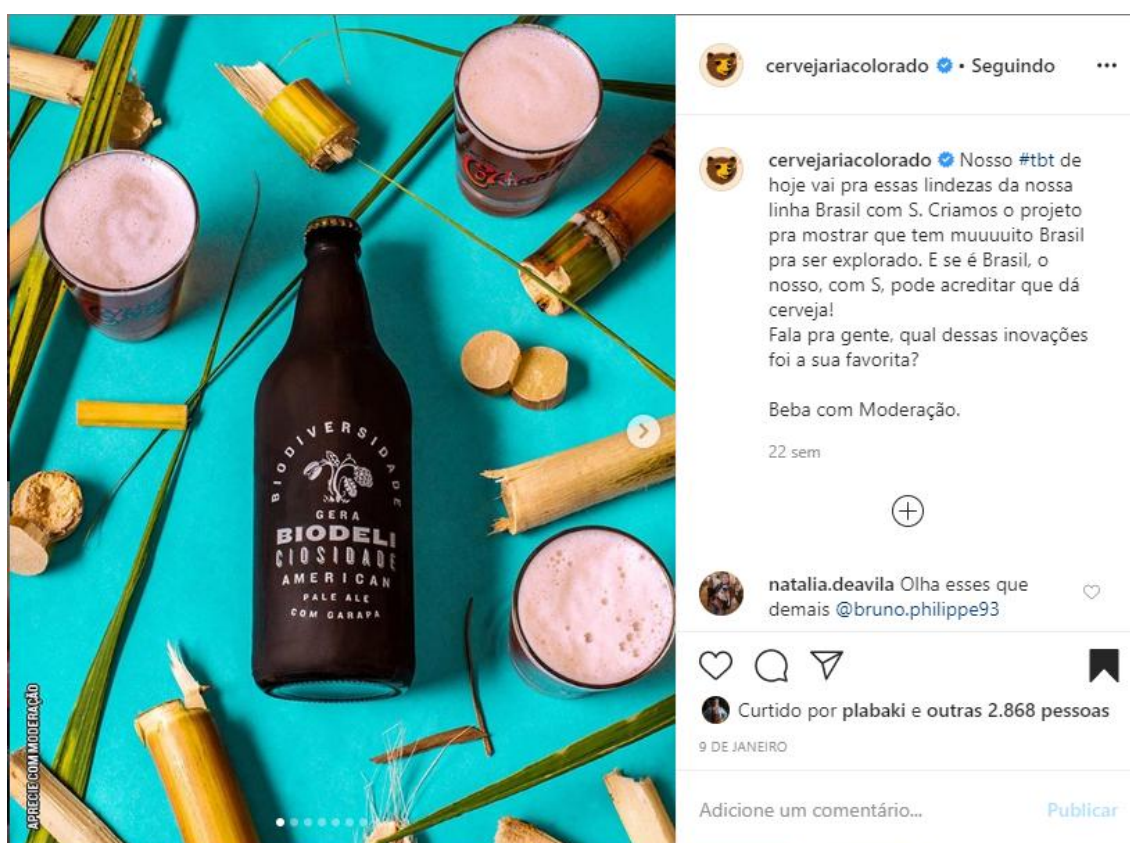 cervejariacolorado • Seguindo •••
cervejariacolorado Nosso #tbt de
hoje vai pra essas lindezas da nossa
linha Brasil com S. Criamos o projeto
pra mostrar que tem muuuuito Brasil
pra ser explorado. E se é Brasil, o
nosso, com S, pode acreditar que dá
cerveja!
Fala pra gente, qual dessas inovações
foi a sua favorita?
Beba com Moderação.
22 sem
natalia.deavila Olha esses que
demais @bruno.philippe93
Curtido por plabaki e outras 2.868 pessoas
9 DE JANEIRO
Adicione um comentário... Publicar
BIODIVERSIDADE
GERA
BIODELI
CIOSIDADE
AMERICAN
PALE ALE
COM GARAPA
APRECIE COM MODERAÇÃO